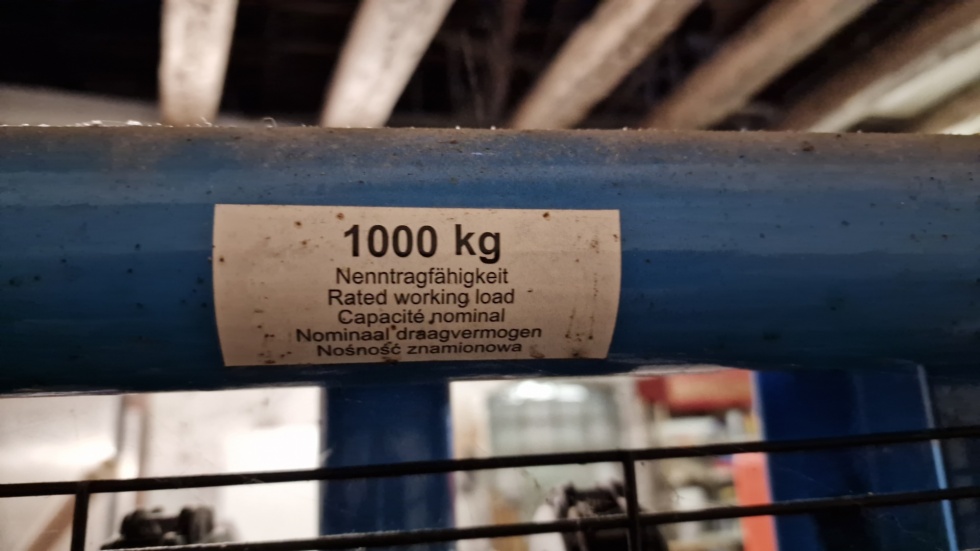 1000 kg
Nenntragfähigkeit
Rated working load
Capacité nominal
Nominaal draagvermogen
Nośność znamionowa